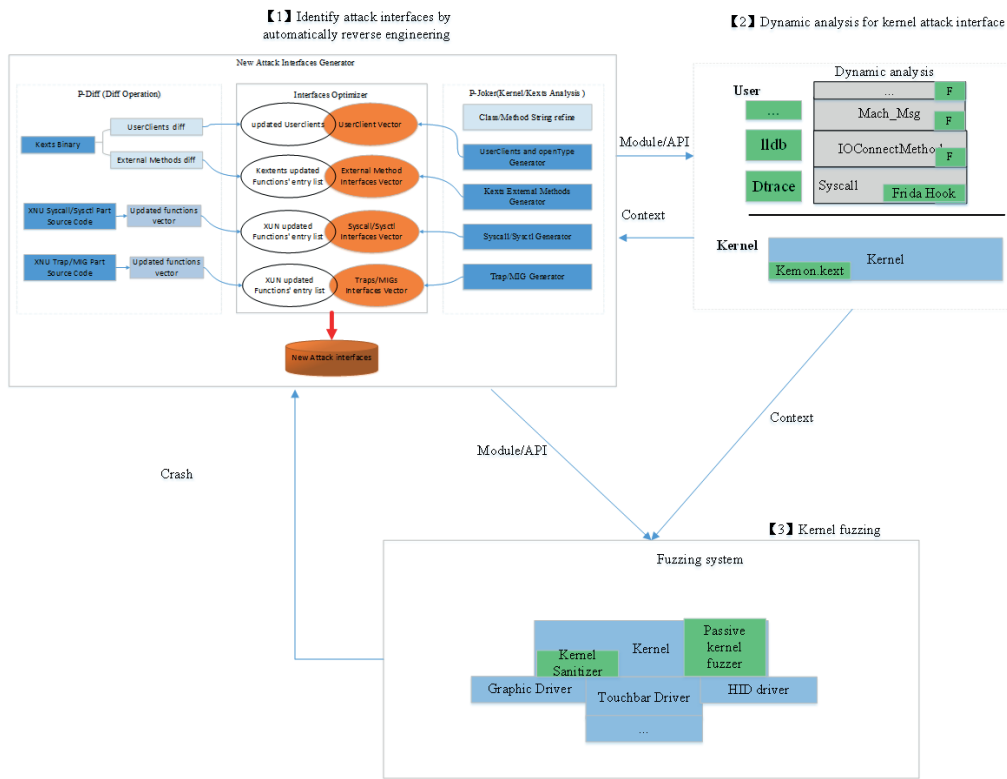 【1】 Identify attack interfaces by
automatically reverse engineering
【2】 Dynamic analysis for kernel attack interface
New Attack Interfaces Generator
P-Diff (Diff Operation)
Kexts Binary
UserClients diff
External Methods diff
XNU Syscall/Sysctl Part
Source Code
Updated functions
vector
XNU Trap/MIG Part
Source Code
Updated functions
vector
Interfaces Optimizer
updated Userclients
UserClient Vector
Kextents updated
Functions' entry list
External Method
Interfaces Vector
XUN updated
Functions' entry list
Syscall/Sysctl
Interfaces Vector
XUN updated
Functions' entry list
Traps/MIGs
Interfaces Vector
New Attack interfaces
P-Joker(Kernel/Kexts Analysis )
Class/Method String refine
UserClients and openType
Generator
Kexts External Methods
Generator
Syscall/Sysctl Generator
Trap/MIG Generator
Module/API
Context
Dynamic analysis
User
...
lldb
Dtrace
...
F
Mach_Msg
F
IOConnectMethod
F
Syscall
Frida Hook
Kernel
Kernel
Kemon.kext
Crash
Module/API
Context
【3】 Kernel fuzzing
Fuzzing system
Kernel
Kernel
Sanitizer
Passive
kernel
fuzzer
Graphic Driver
Touchbar Driver
HID driver
...